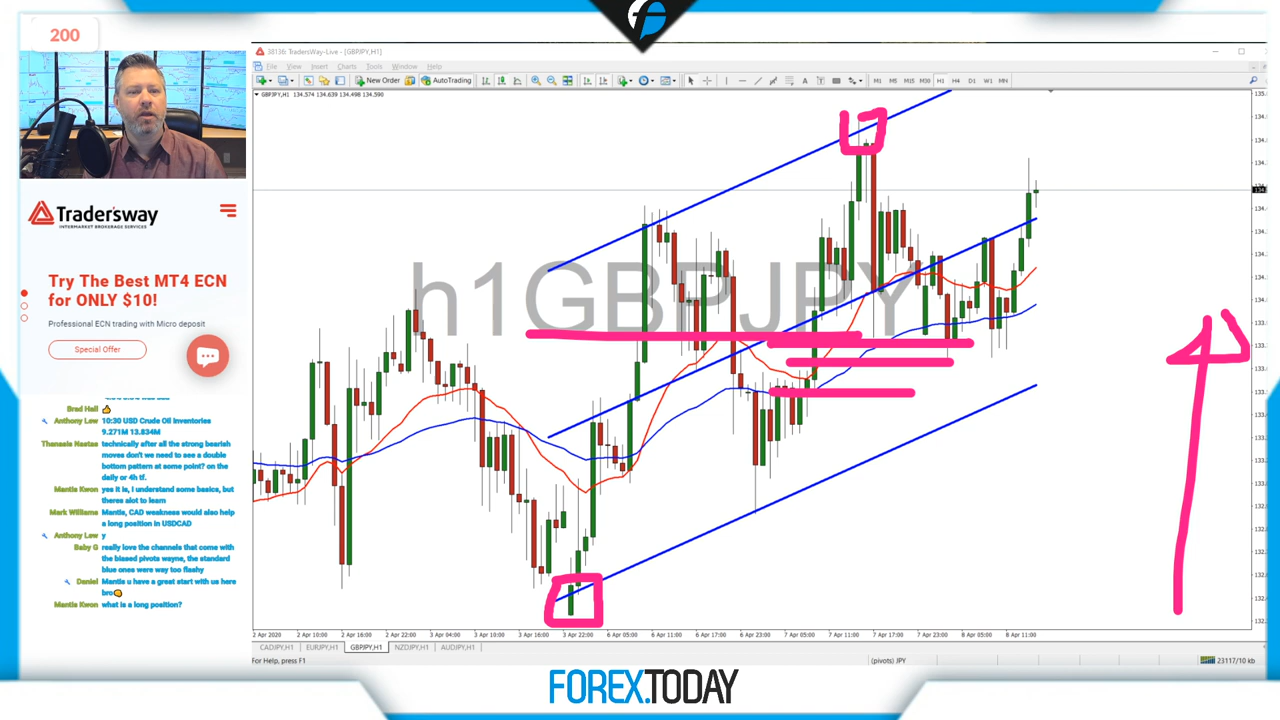 200
38136: TradersWay-Live - [GBPJPY,H1]
File View Insert Charts Tools Window Help
New Order AutoTrading M1 M5 M15 M30 H1 H4 D1 W1 MN
GBPJPY,H1 134.574 134.639 134.498 134.590
h1GBPJPY
Tradersway
INTERMARKET BROKERAGE SERVICES
Try The Best MT4 ECN
for ONLY $10!
Professional ECN trading with Micro deposit
Special Offer
Brad Hall
Anthony Law 10:30 USD Crude Oil Inventories
9.271M 13.834M
Thanasis Nastas technically after all the strong bearish
moves don't we need to see a double
bottom pattern at some point? on the
daily or 4h tf.
Mantis Kwon yes it is, I understand some basics, but
theres alot to learn
Mark Williams Mantis, CAD weakness would also help
a long position in USDCAD
Anthony Law y
Baby G really love the channels that come with
the biased pivots wayne, the standard
blue ones were way too flashy
Daniel Mantis u have a great start with us here
bro
Mantis Kwon what is a long position?
2 Apr 2020 2 Apr 10:00 2 Apr 16:00 2 Apr 22:00 3 Apr 04:00 3 Apr 10:00 3 Apr 16:00 3 Apr 22:00 6 Apr 05:00 6 Apr 11:00 6 Apr 17:00 6 Apr 23:00 7 Apr 05:00 7 Apr 11:00 7 Apr 17:00 7 Apr 23:00 8 Apr 05:00 8 Apr 11:00
CADJPY,H1 EURJPY,H1 GBPJPY,H1 NZDJPY,H1 AUDJPY,H1
For Help, press F1 (pivots) JPY 23117/10 kb
FOREX.TODAY